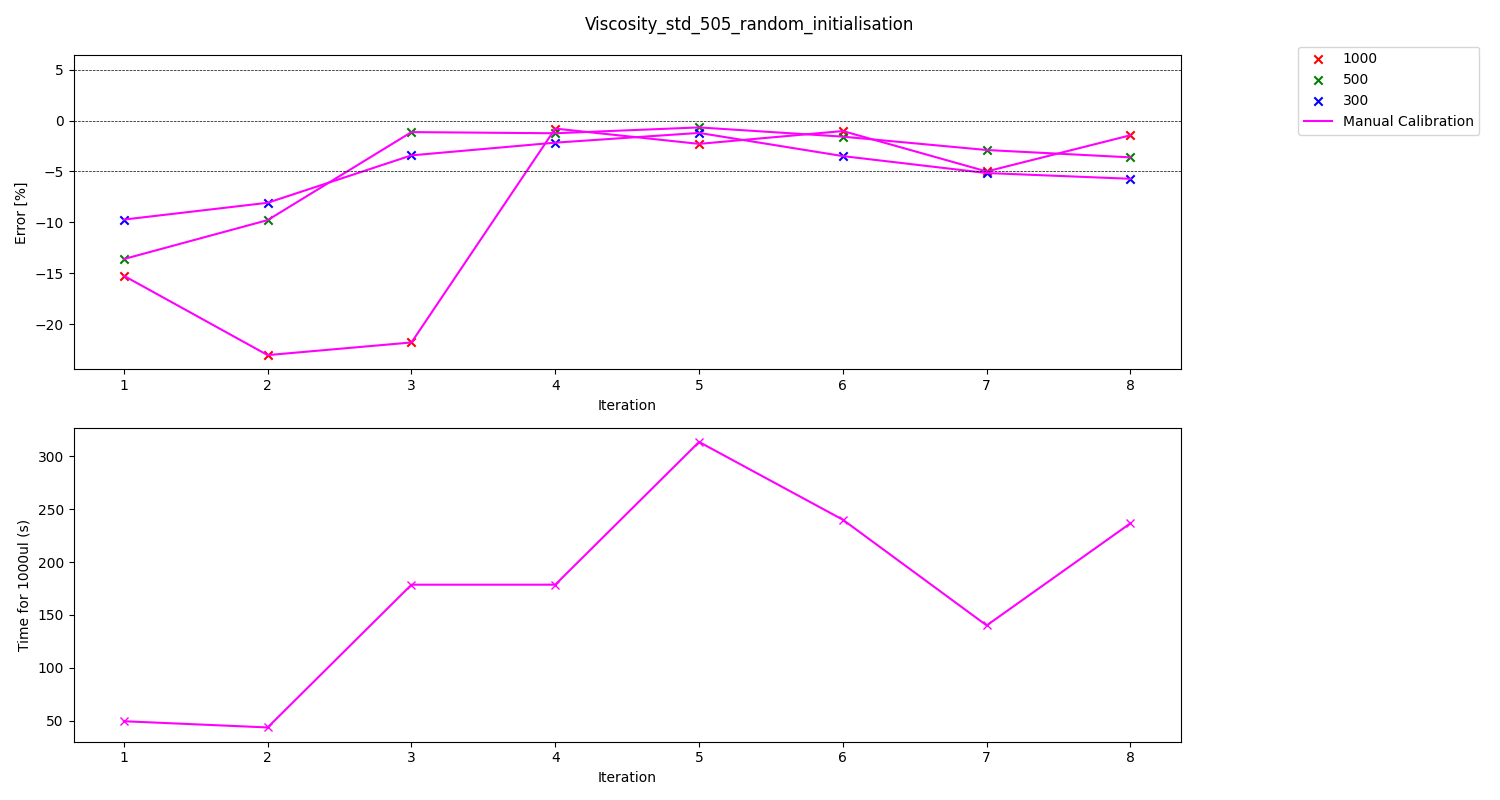 Viscosity_std_505_random_initialisation
1000
500
300
Manual Calibration
Error [%]
5
0
−5
−10
−15
−20
1 2 3 4 5 6 7 8
Iteration
Time for 1000ul (s)
300
250
200
150
100
50
1 2 3 4 5 6 7 8
Iteration